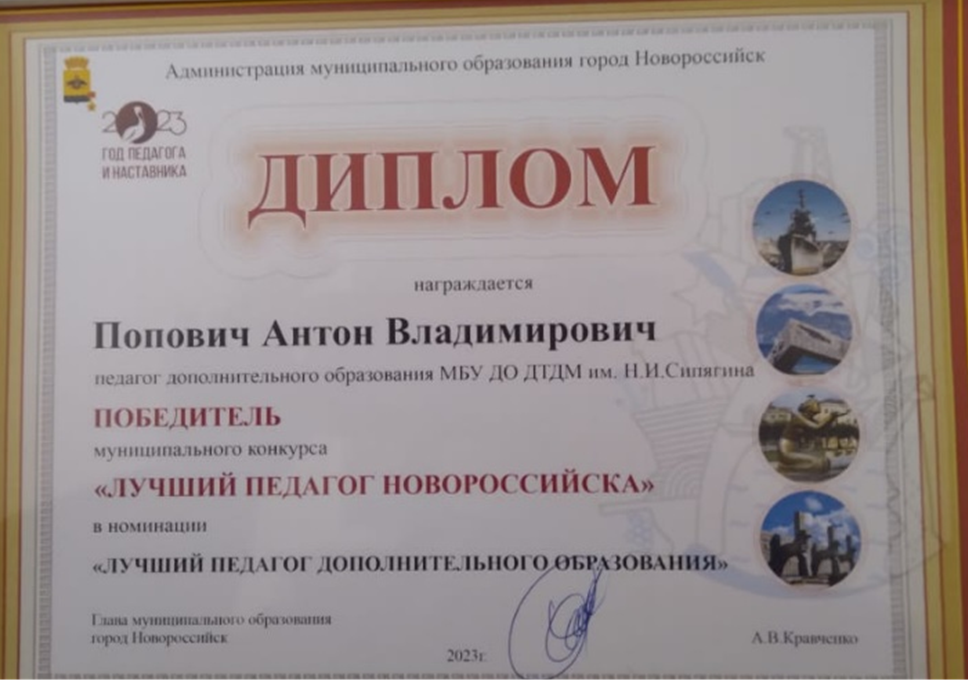 Администрация муниципального образования город Новороссийск
2023
ГОД ПЕДАГОГА
И НАСТАВНИКА
ДИПЛОМ
награждается
Попович Антон Владимирович
педагог дополнительного образования МБУ ДО ДТДМ им. Н.И.Сипягина
ПОБЕДИТЕЛЬ
муниципального конкурса
«ЛУЧШИЙ ПЕДАГОГ НОВОРОССИЙСКА»
в номинации
«ЛУЧШИЙ ПЕДАГОГ ДОПОЛНИТЕЛЬНОГО ОБРАЗОВАНИЯ»
Глава муниципального образования
город Новороссийск
А.В.Кравченко
2023г.